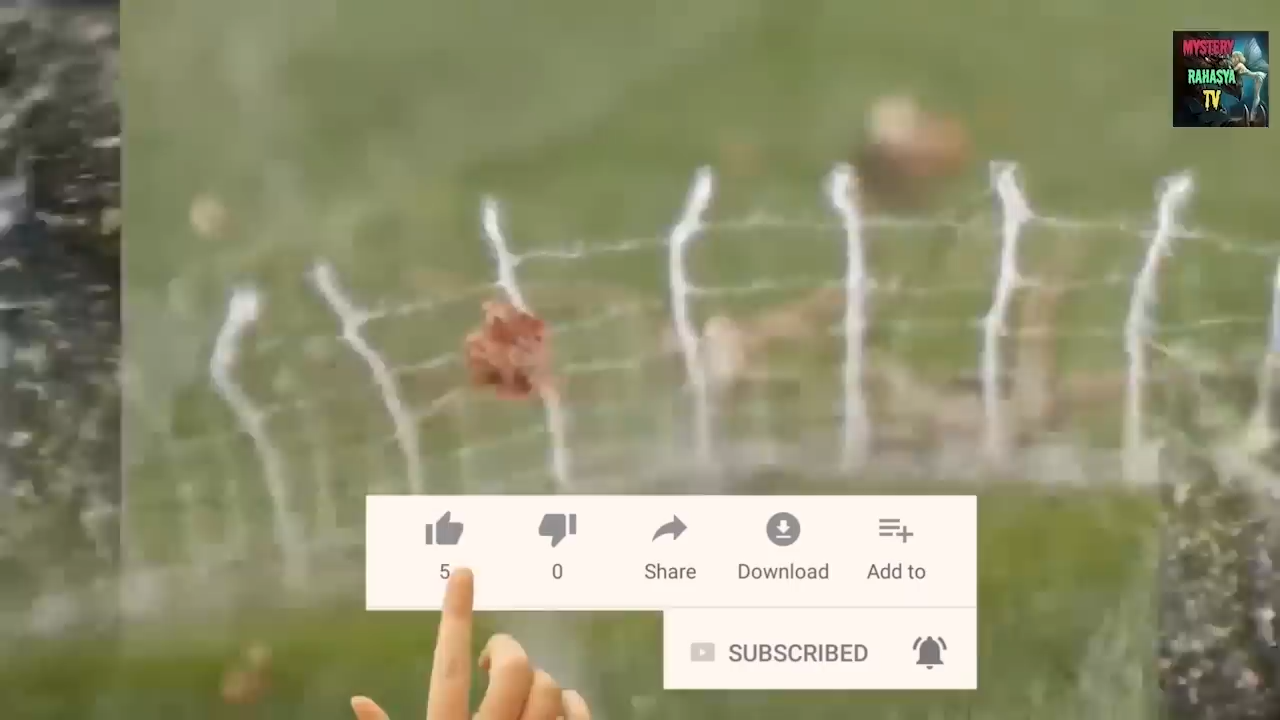 MYSTERY
RAHASYA
TV
5
0
Share
Download
Add to
SUBSCRIBED